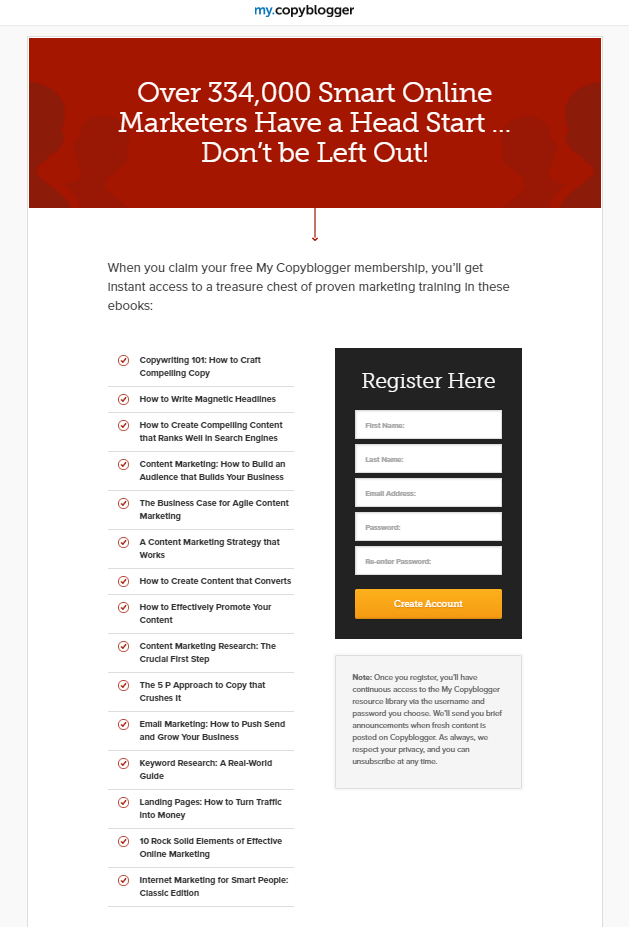 my.copyblogger
Over 334,000 Smart Online
Marketers Have a Head Start ...
Don't be Left Out!
When you claim your free My Copyblogger membership, you'll get
instant access to a treasure chest of proven marketing training in these
ebooks:
Copywriting 101: How to Craft
Compelling Copy
How to Write Magnetic Headlines
How to Create Compelling Content
that Ranks Well in Search Engines
Content Marketing: How to Build an
Audience that Builds Your Business
The Business Case for Agile Content
Marketing
A Content Marketing Strategy that
Works
How to Create Content that Converts
How to Effectively Promote Your
Content
Content Marketing Research: The
Crucial First Step
The 5 P Approach to Copy that
Crushes It
Email Marketing: How to Push Send
and Grow Your Business
Keyword Research: A Real-World
Guide
Landing Pages: How to Turn Traffic
into Money
10 Rock Solid Elements of Effective
Online Marketing
Internet Marketing for Smart People:
Classic Edition
Register Here
First Name:
Last Name:
Email Address:
Password:
Re-enter Password:
Create Account
Note: Once you register, you'll have
continuous access to the My Copyblogger
resource library via the username and
password you choose. We'll send you brief
announcements when fresh content is
posted on Copyblogger. As always, we
respect your privacy, and you can
unsubscribe at any time.